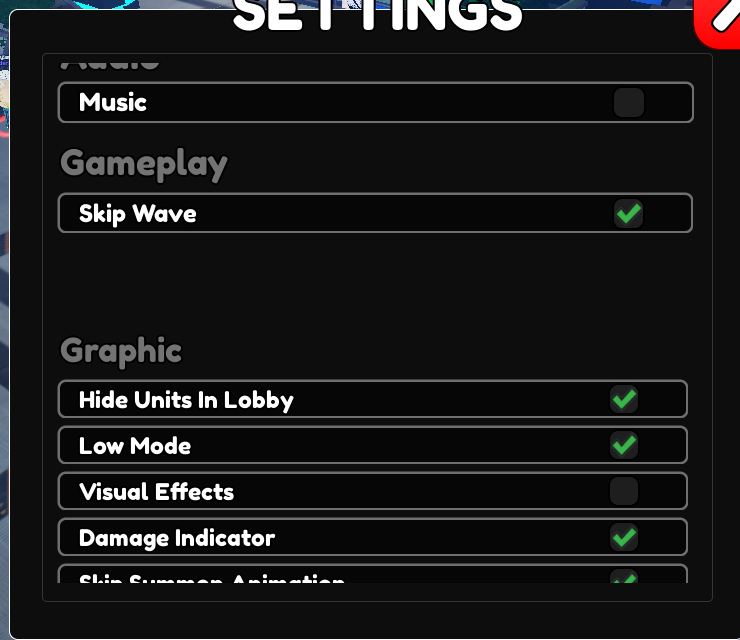 SETTINGS
Audio
Music
Gameplay
Skip Wave
Graphic
Hide Units In Lobby
Low Mode
Visual Effects
Damage Indicator
Skip Summon Animation